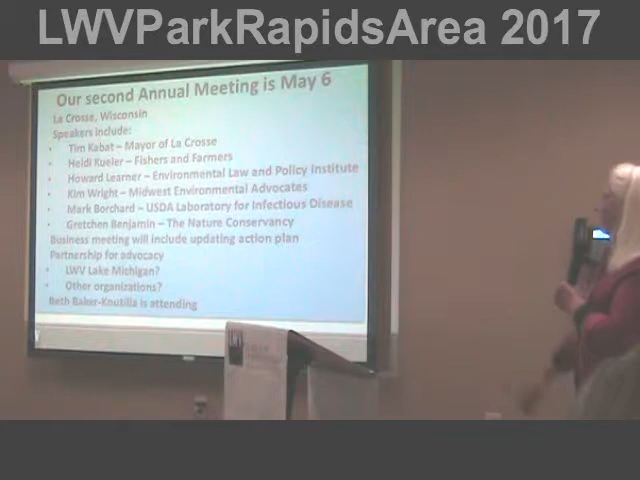 LWVParkRapidsArea 2017
Our second Annual Meeting is May 6
La Crosse, Wisconsin
Speakers include:
• Tim Kabat – Mayor of La Crosse
• Heidi Kueler – Fishers and Farmers
• Howard Learner – Environmental Law and Policy Institute
• Kim Wright – Midwest Environmental Advocates
• Mark Borchard – USDA Laboratory for Infectious Disease
• Gretchen Benjamin – The Nature Conservancy
Business meeting will include updating action plan
Partnership for advocacy
• LWV Lake Michigan?
• Other organizations?
Beth Baker-Knutilla is attending